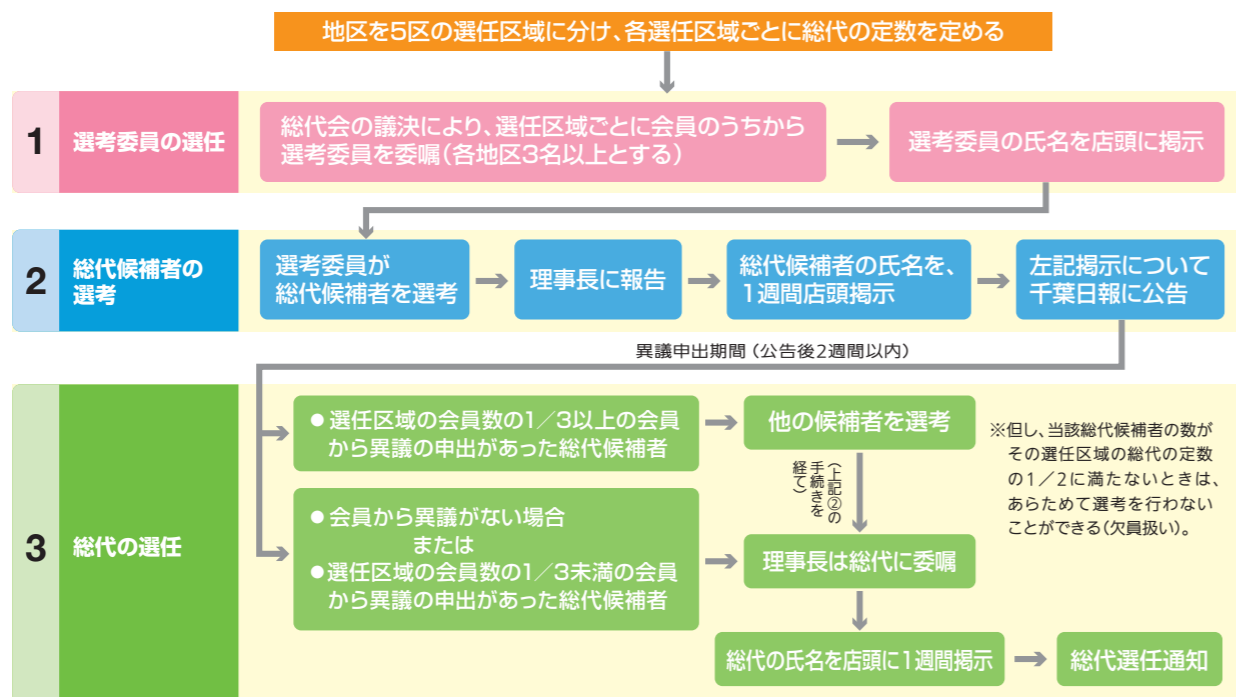 地区を5区の選任区域に分け、各選任区域ごとに総代の定数を定める
1
選考委員の選任
総代会の議決により、選任区域ごとに会員のうちから
選考委員を委嘱（各地区3名以上とする）
選考委員の氏名を店頭に掲示
2
総代候補者の
選考
選考委員が
総代候補者を選考
理事長に報告
総代候補者の氏名を、
1週間店頭掲示
左記掲示について
千葉日報に公告
異議申出期間（公告後2週間以内）
3
総代の選任
●選任区域の会員数の1／3以上の会員
から異議の申出があった総代候補者
他の候補者を選考
※但し、当該総代候補者の数が
その選任区域の総代の定数
の1／2に満たないときは、
あらためて選考を行わない
ことができる（欠員扱い）。
（上記②の
手続きを
経て）
●会員から異議がない場合
または
●選任区域の会員数の1／3未満の会員
から異議の申出があった総代候補者
理事長は総代に委嘱
総代の氏名を店頭に1週間掲示
総代選任通知